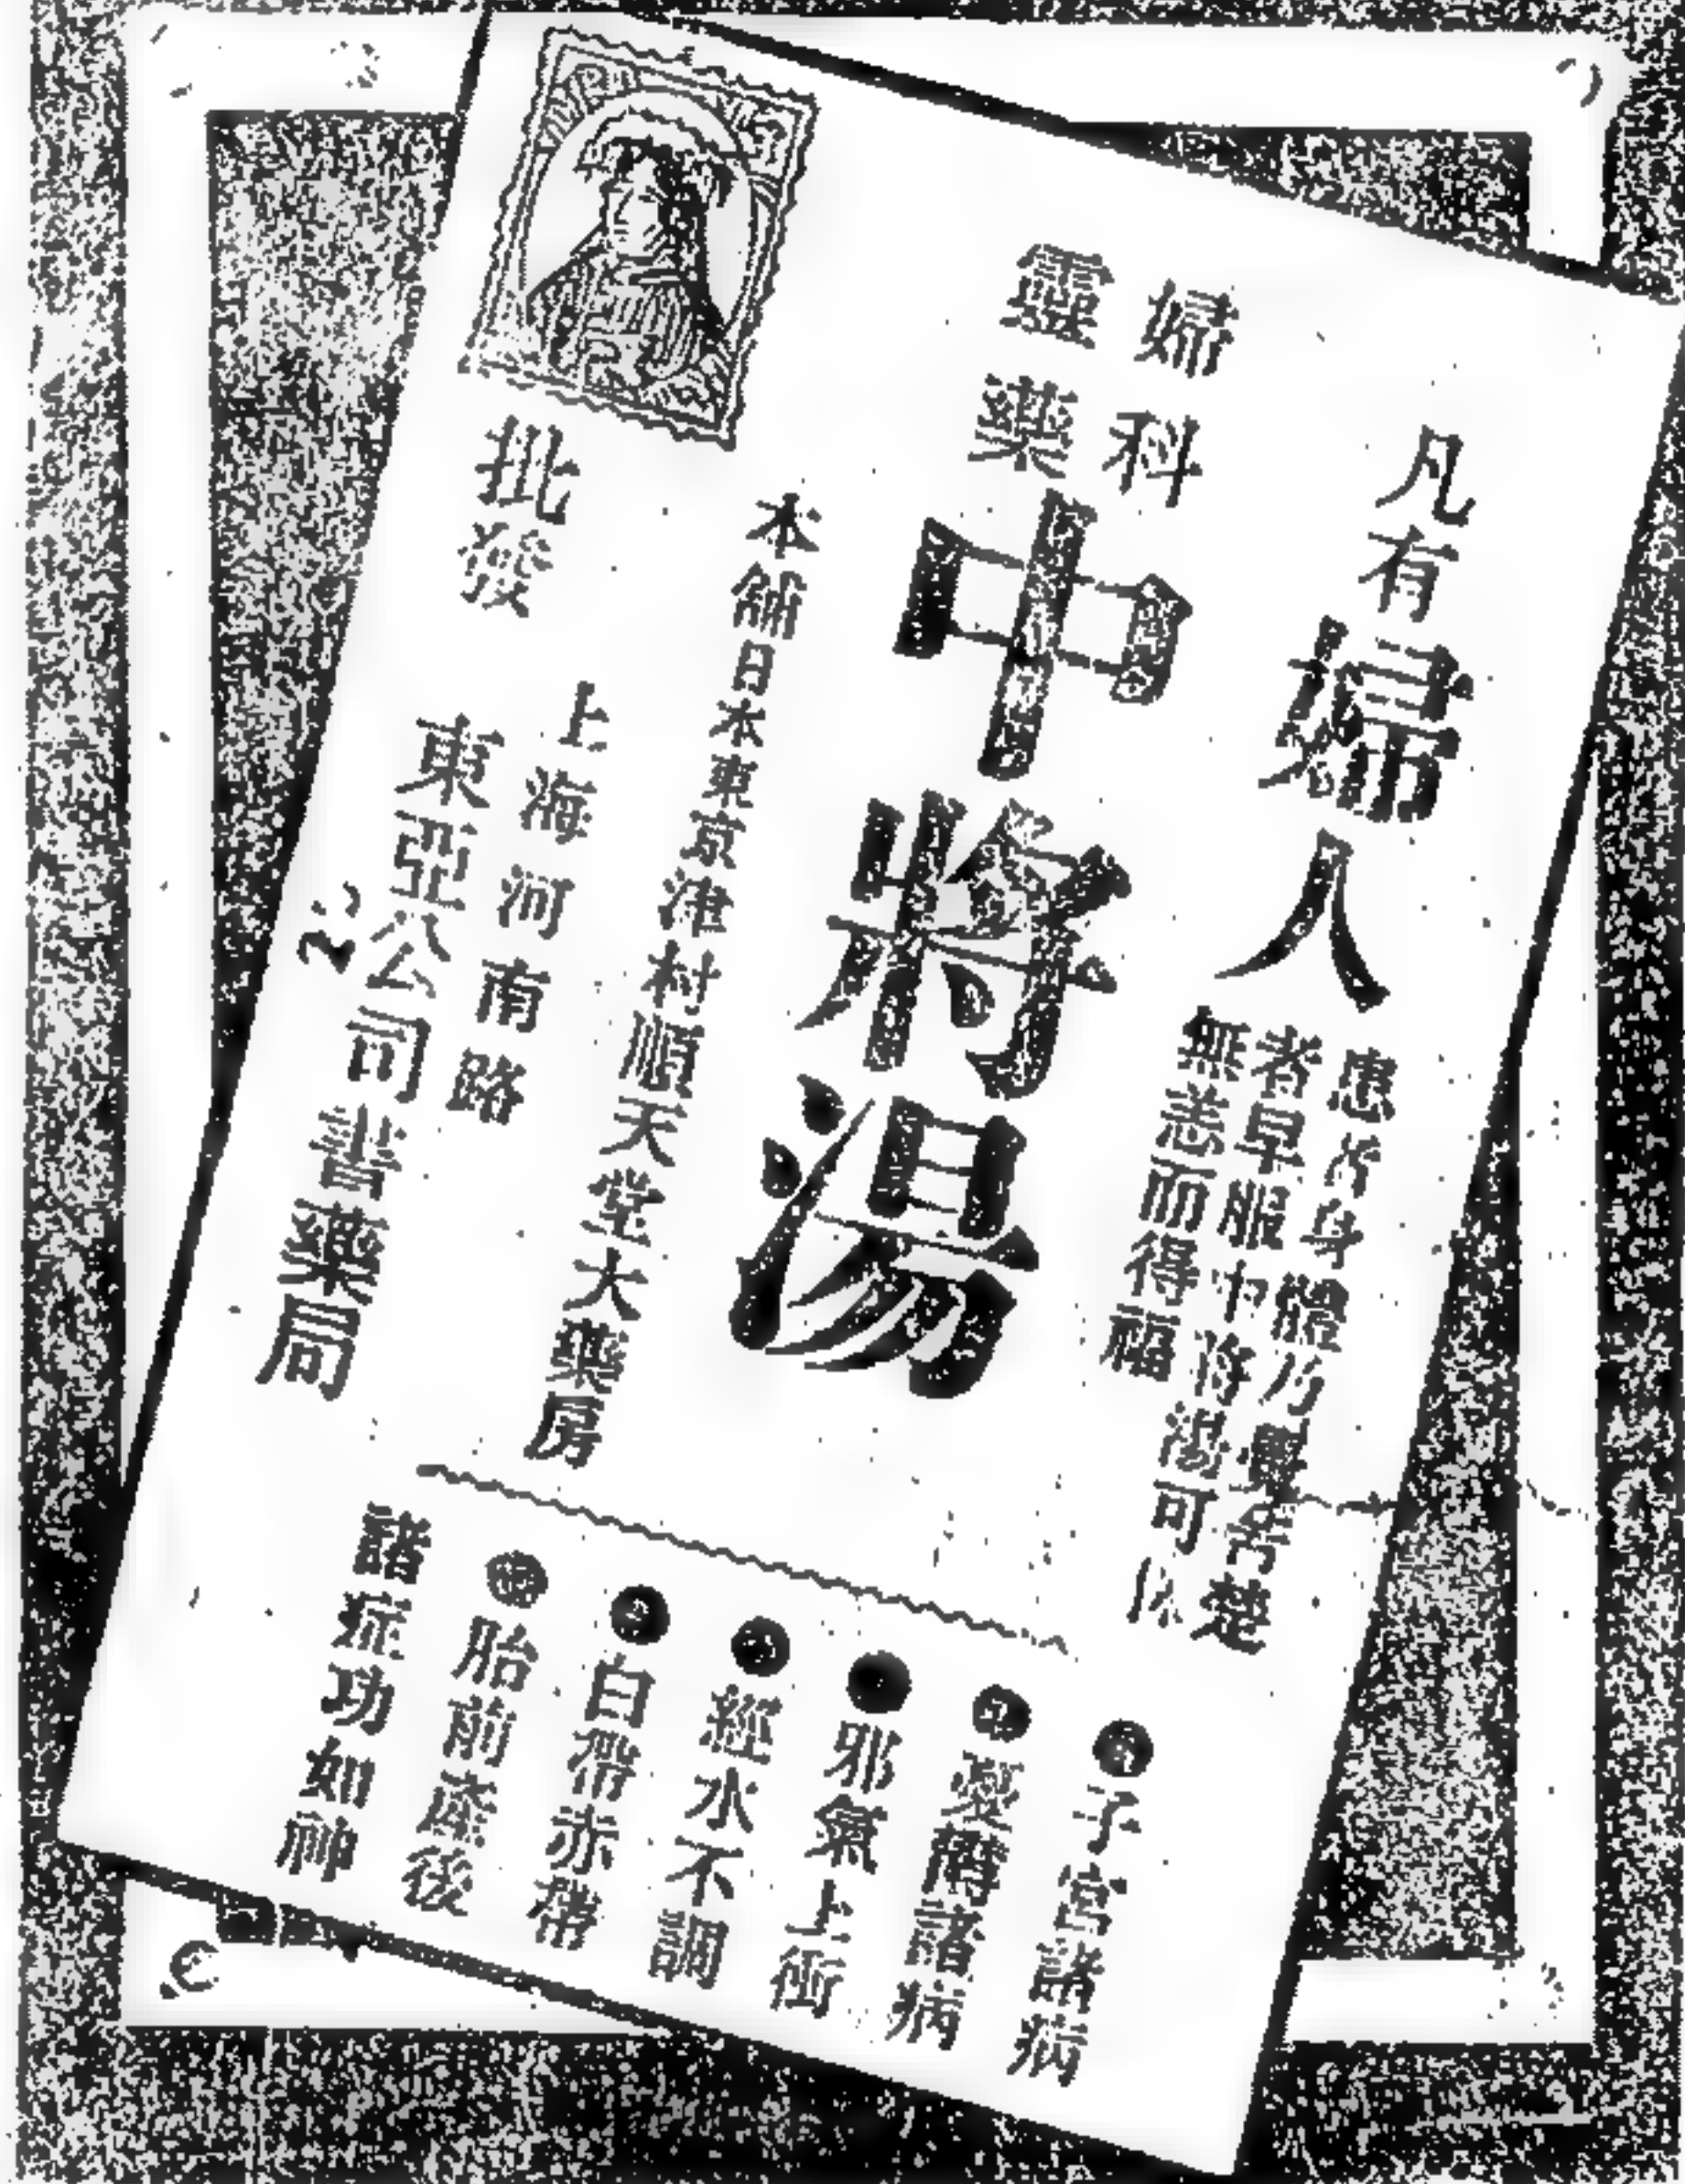 凡有婦人
患所身體乃覺苦楚
者早服中將湯可以
無恙而得福
婦科
靈藥
中將湯
本舖日本東京津村順天堂大藥房
批發
上海河南路
東亞公司書藥局
子宮諸病
憂鬱諸病
邪氣上衝
經水不調
白帶赤帶
胎前產後
諸症功如神